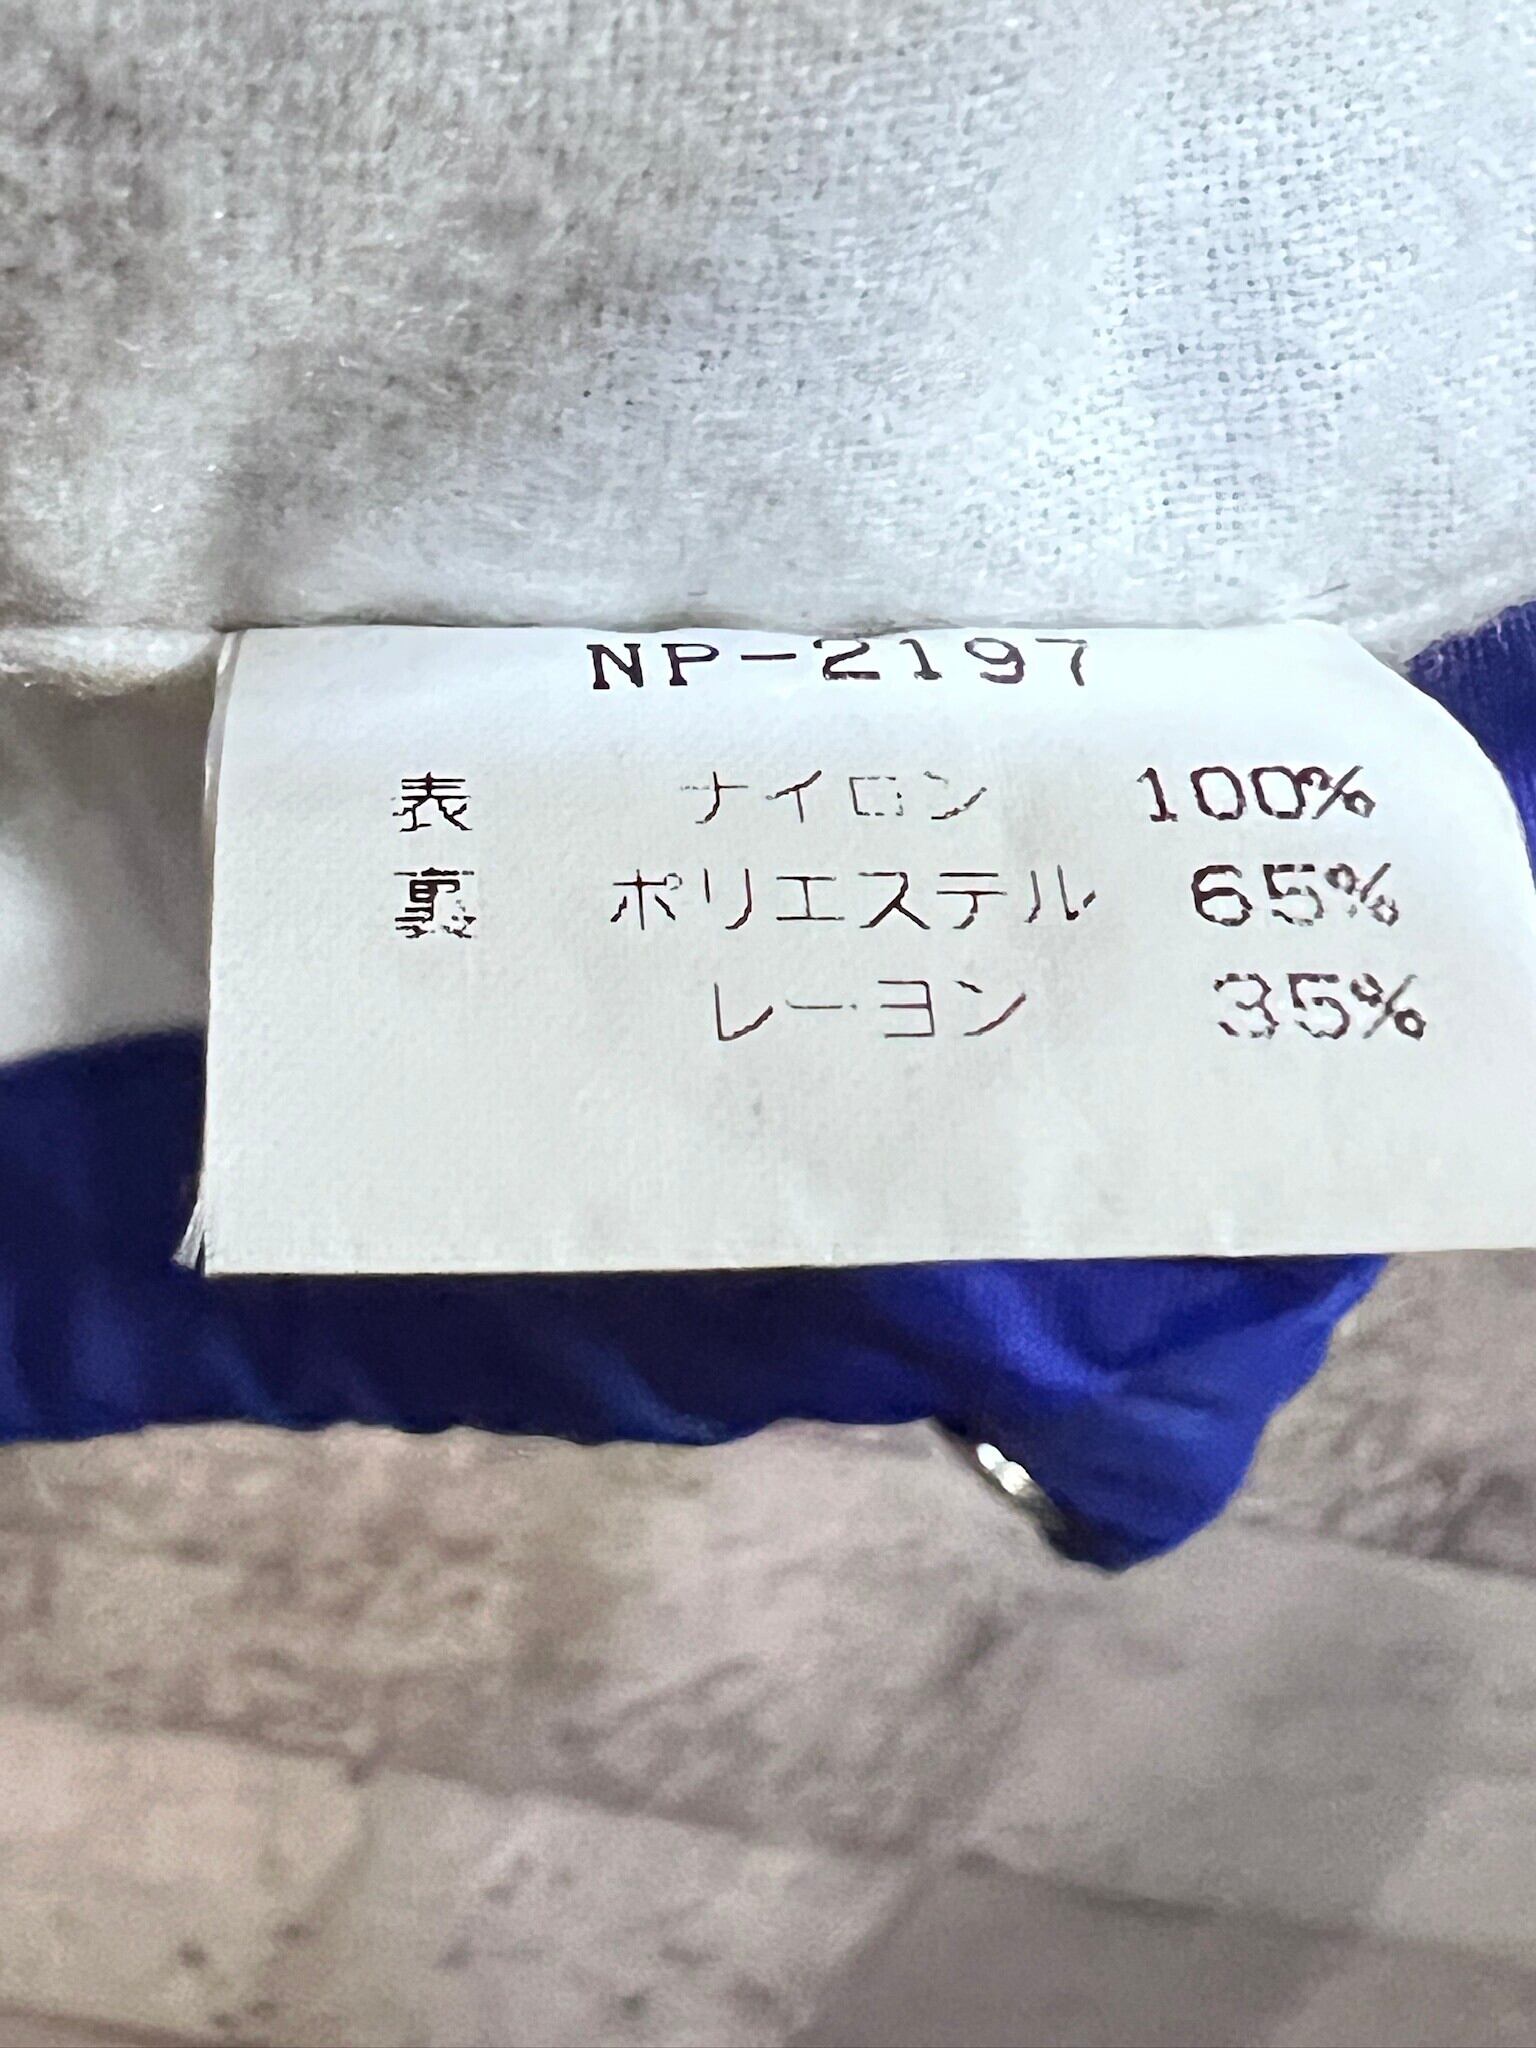 NP-2197
表 ナイロン 100%
裏 ポリエステル 65%
レーヨン 35%